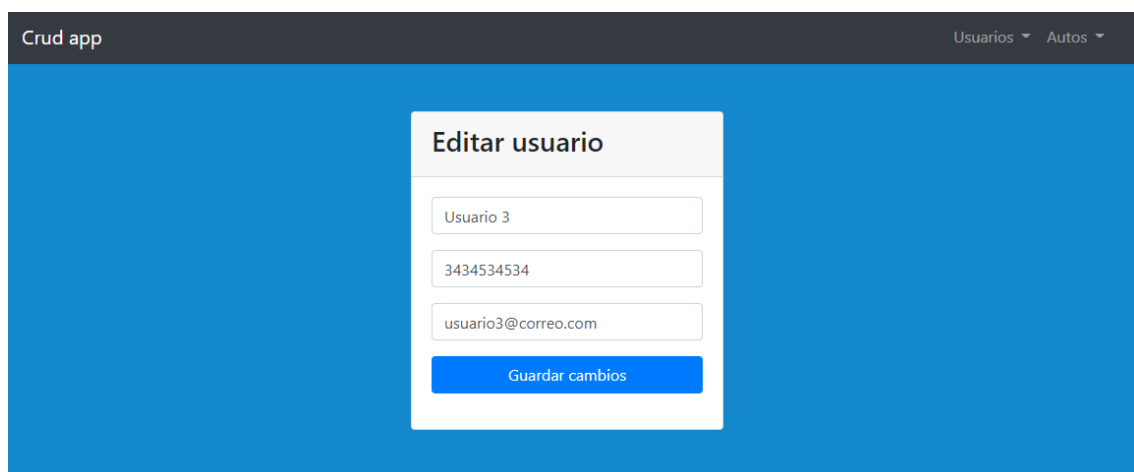 Crud app
Usuarios Autos
Editar usuario
Usuario 3
3434534534
usuario3@correo.com
Guardar cambios